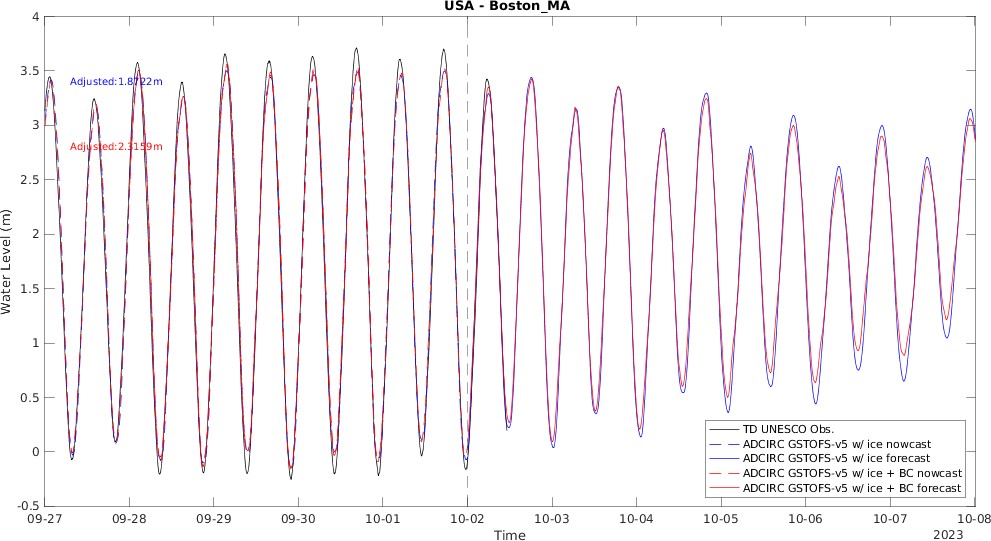 USA - Boston_MA
4
3.5
3
2.5
2
1.5
1
0.5
0
-0.5
Water Level (m)
Adjusted:1.8722m
Adjusted:2.3159m
TD UNESCO Obs.
ADCIRC GSTOFS-v5 w/ ice nowcast
ADCIRC GSTOFS-v5 w/ ice forecast
ADCIRC GSTOFS-v5 w/ ice + BC nowcast
ADCIRC GSTOFS-v5 w/ ice + BC forecast
09-27 09-28 09-29 09-30 10-01 10-02 10-03 10-04 10-05 10-06 10-07 10-08
Time
2023